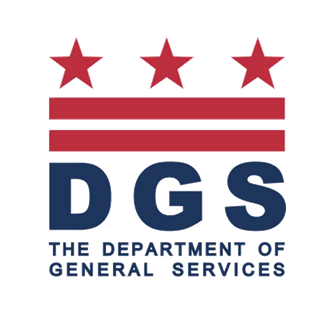 DGS
THE DEPARTMENT OF
GENERAL SERVICES